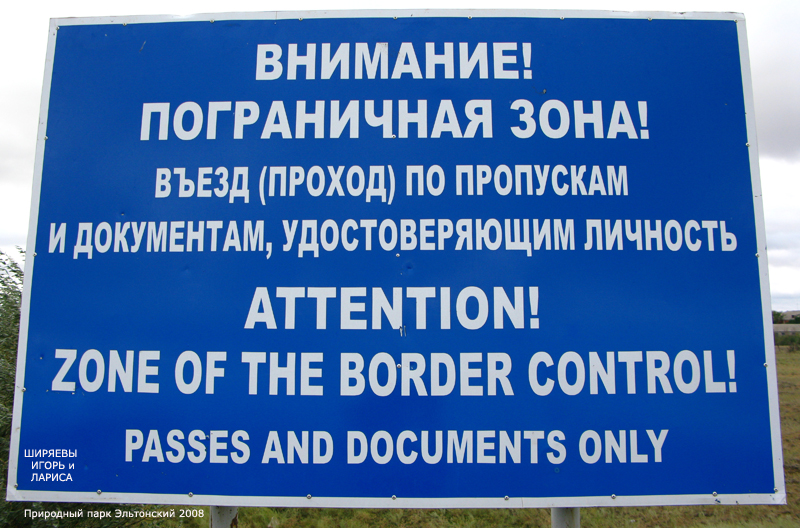 ВНИМАНИЕ!
ПОГРАНИЧНАЯ ЗОНА!
ВЪЕЗД (ПРОХОД) ПО ПРОПУСКАМ
И ДОКУМЕНТАМ, УДОСТОВЕРЯЮЩИМ ЛИЧНОСТЬ
ATTENTION!
ZONE OF THE BORDER CONTROL!
PASSES AND DOCUMENTS ONLY
ШИРЯЕВЫ
ИГОРЬ и
ЛАРИСА
Природный парк Эльтонский 2008